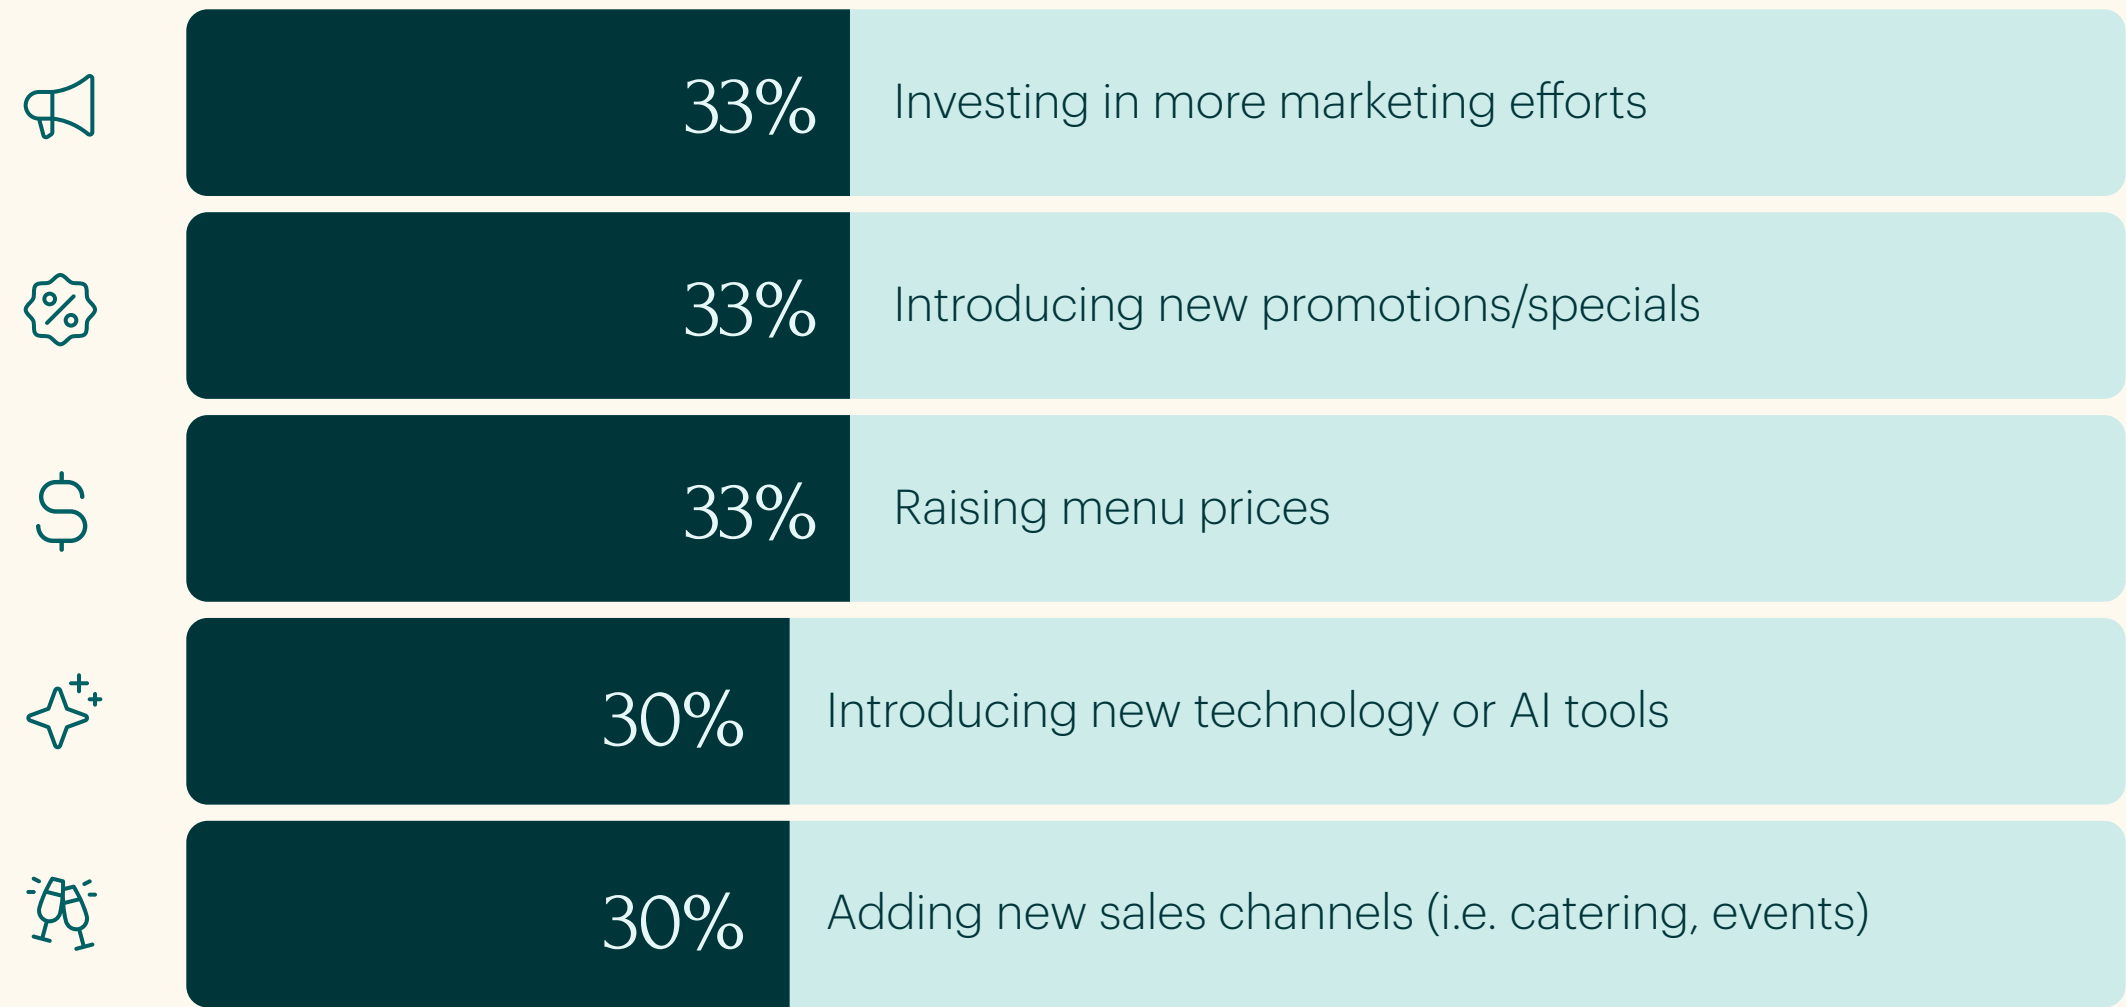 33% Investing in more marketing efforts
33% Introducing new promotions/specials
33% Raising menu prices
30% Introducing new technology or AI tools
30% Adding new sales channels (i.e. catering, events)